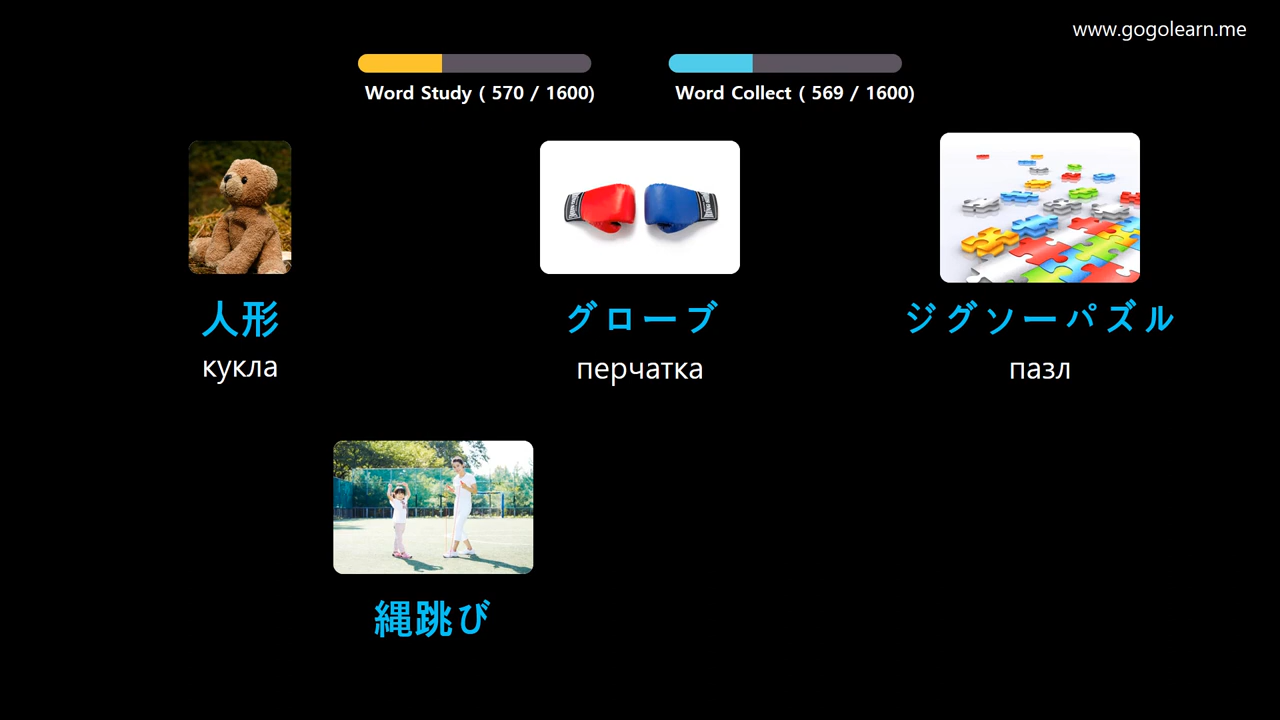 www.gogolearn.me
Word Study ( 570 / 1600)
Word Collect ( 569 / 1600)
人形
кукла
グローブ
перчатка
ジグソーパズル
пазл
縄跳び